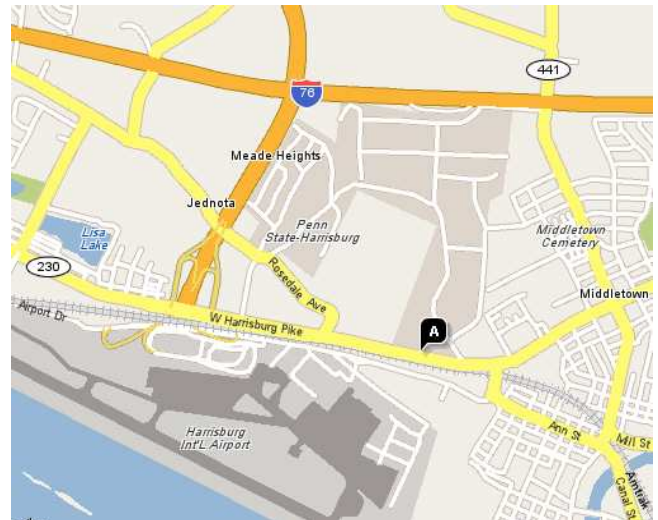 76
441
Meade Heights
Jednota
Penn
State-Harrisburg
Lisa
Lake
Middletown
Cemetery
230
Rosedale Ave
Middletown
Airport Dr
W Harrisburg Pike
A
Harrisburg
Int'L Airport
Ann St
Mill St
Canal St
Amtrak